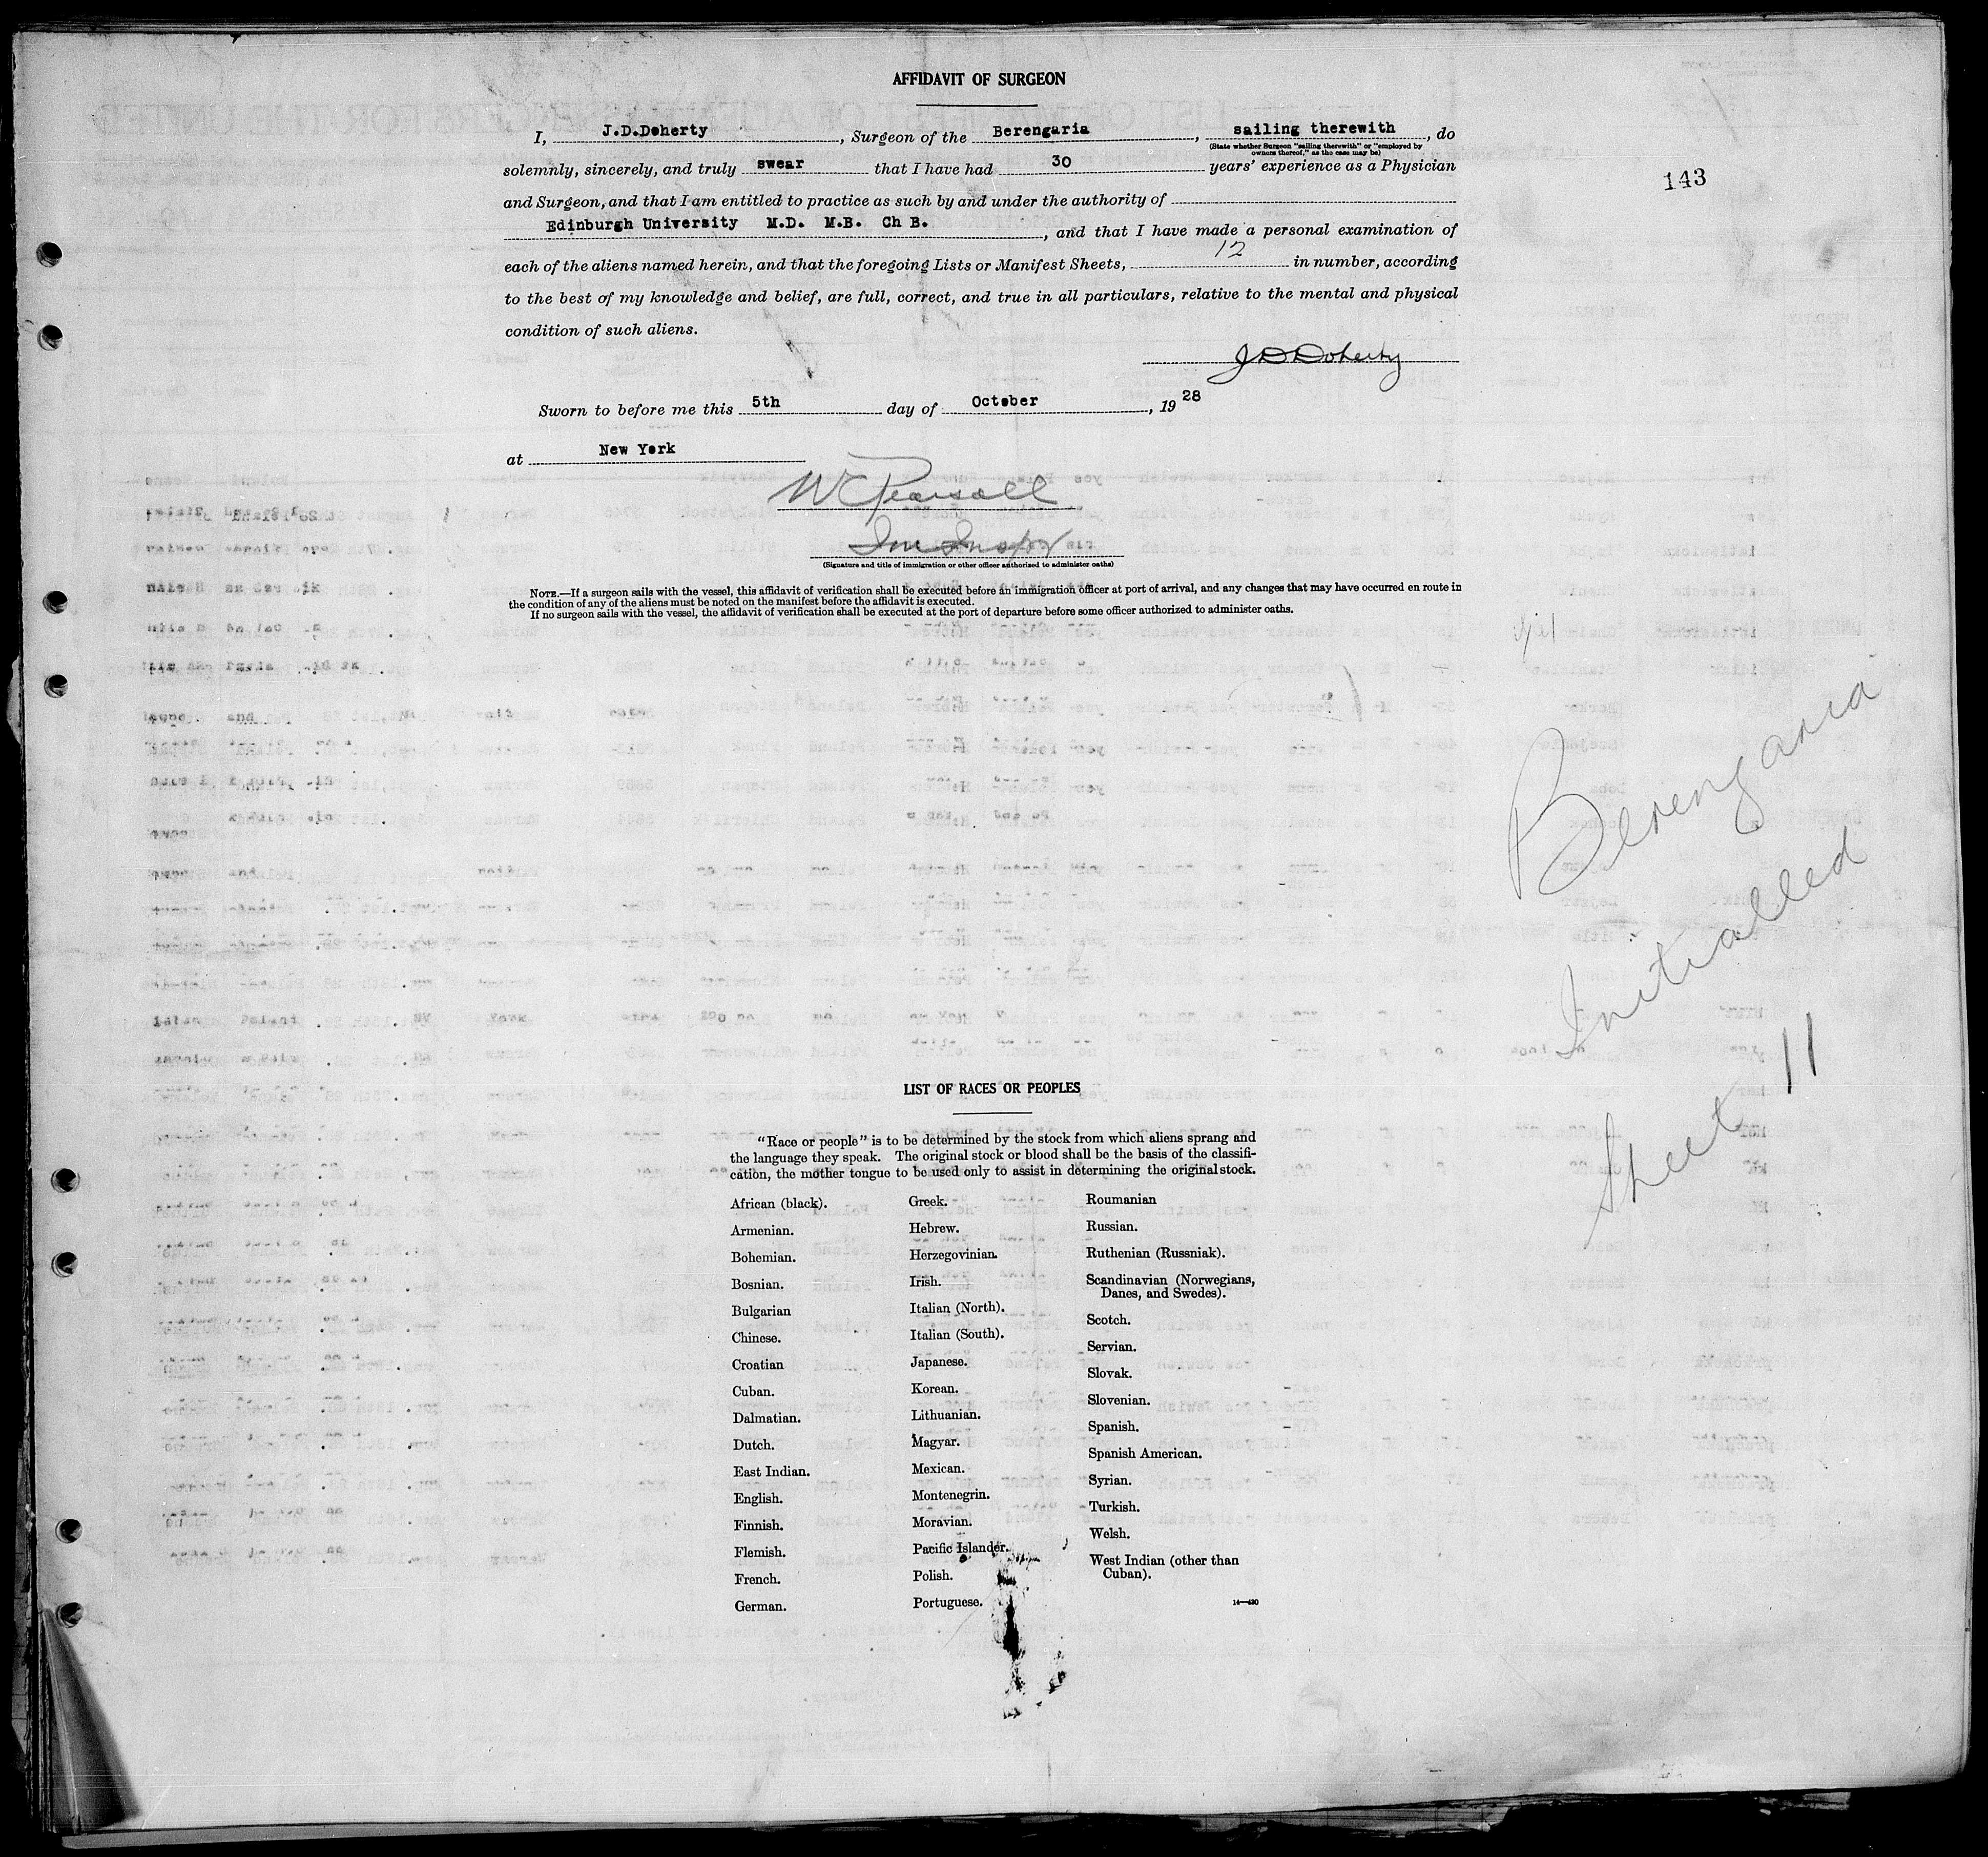 AFFIDAVIT OF SURGEON
I, J.D.Doherty, Surgeon of the Berengaria, sailing therewith, do
(State whether Surgeon "sailing therewith" or "employed by
owners thereof," as the case may be)
solemnly, sincerely, and truly swear that I have had 30 years' experience as a Physician
143
and Surgeon, and that I am entitled to practice as such by and under the authority of
Edinburgh University M.D. M.B. Ch B., and that I have made a personal examination of
each of the aliens named herein, and that the foregoing Lists or Manifest Sheets, 12 in number, according
to the best of my knowledge and belief, are full, correct, and true in all particulars, relative to the mental and physical
condition of such aliens.
J D Doherty
Sworn to before me this 5th day of October, 1928
at New York
W C Pearsall
Imm Inspr
(Signature and title of immigration or other officer authorized to administer oaths)
NOTE.—If a surgeon sails with the vessel, this affidavit of verification shall be executed before an immigration officer at port of arrival, and any changes that may have occurred en route in
the condition of any of the aliens must be noted on the manifest before the affidavit is executed.
If no surgeon sails with the vessel, the affidavit of verification shall be executed at the port of departure before some officer authorized to administer oaths.
Berengaria
Initialled
Sheet 11
LIST OF RACES OR PEOPLES
"Race or people" is to be determined by the stock from which aliens sprang and
the language they speak. The original stock or blood shall be the basis of the classifi-
cation, the mother tongue to be used only to assist in determining the original stock.
African (black).
Armenian.
Bohemian.
Bosnian.
Bulgarian
Chinese.
Croatian
Cuban.
Dalmatian.
Dutch.
East Indian.
English.
Finnish.
Flemish.
French.
German.
Greek.
Hebrew.
Herzegovinian.
Irish.
Italian (North).
Italian (South).
Japanese.
Korean.
Lithuanian.
Magyar.
Mexican.
Montenegrin.
Moravian.
Pacific Islander.
Polish.
Portuguese.
Roumanian
Russian.
Ruthenian (Russniak).
Scandinavian (Norwegians,
Danes, and Swedes).
Scotch.
Servian.
Slovak.
Slovenian.
Spanish.
Spanish American.
Syrian.
Turkish.
Welsh.
West Indian (other than
Cuban).
14—430